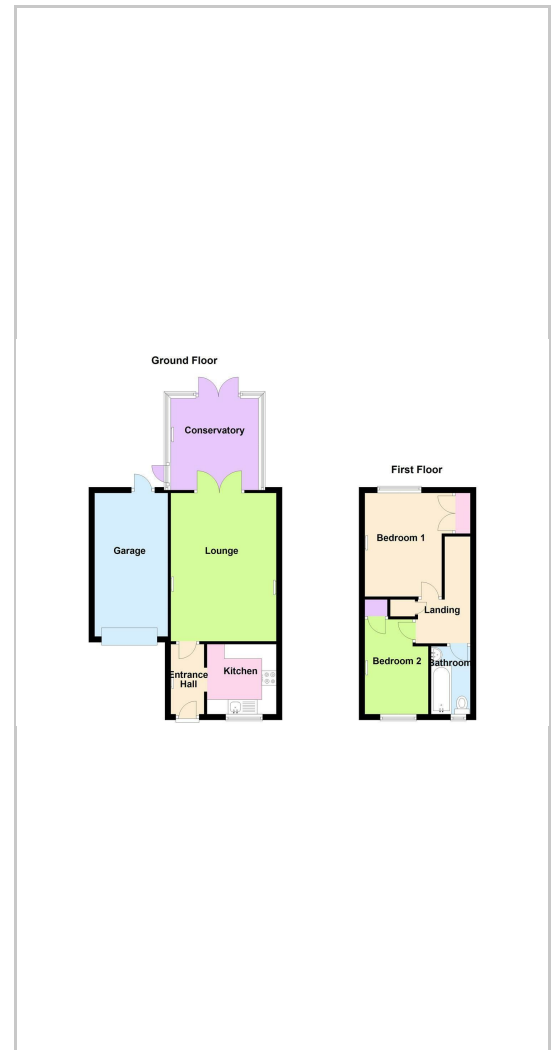 Ground Floor
Conservatory
Garage
Lounge
Entrance
Hall
Kitchen
First Floor
Bedroom 1
Landing
Bedroom 2
Bathroom